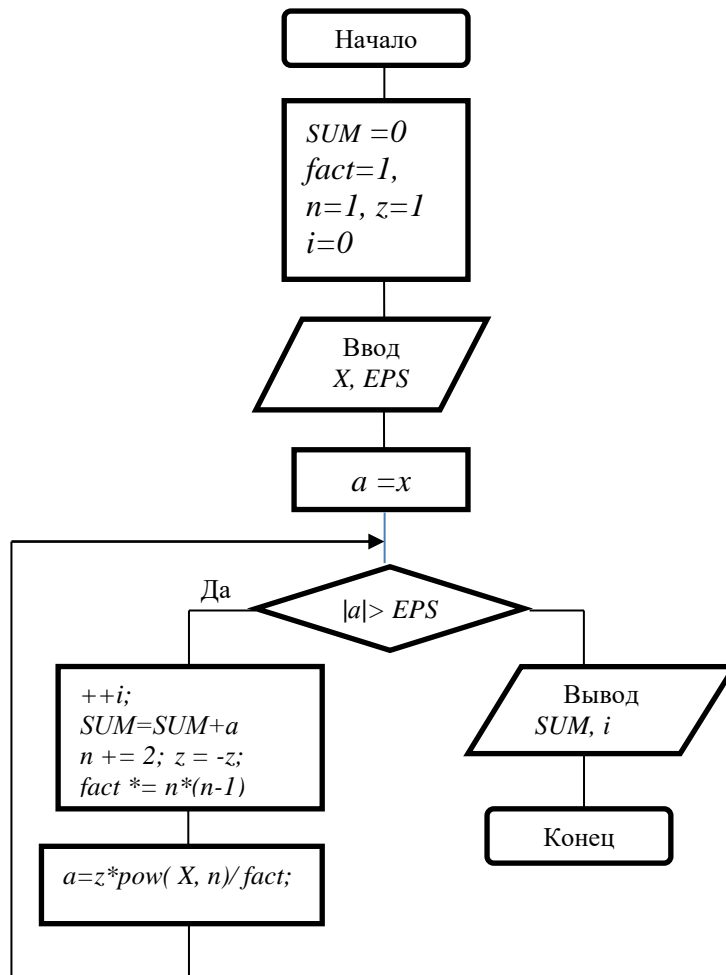 Начало
SUM =0
fact=1,
n=1, z=1
i=0
Ввод
X, EPS
a =x
Да
|a|> EPS
++i;
SUM=SUM+a
n += 2; z = -z;
fact *= n*(n-1)
a=z*pow( X, n)/fact;
Вывод
SUM, i
Конец